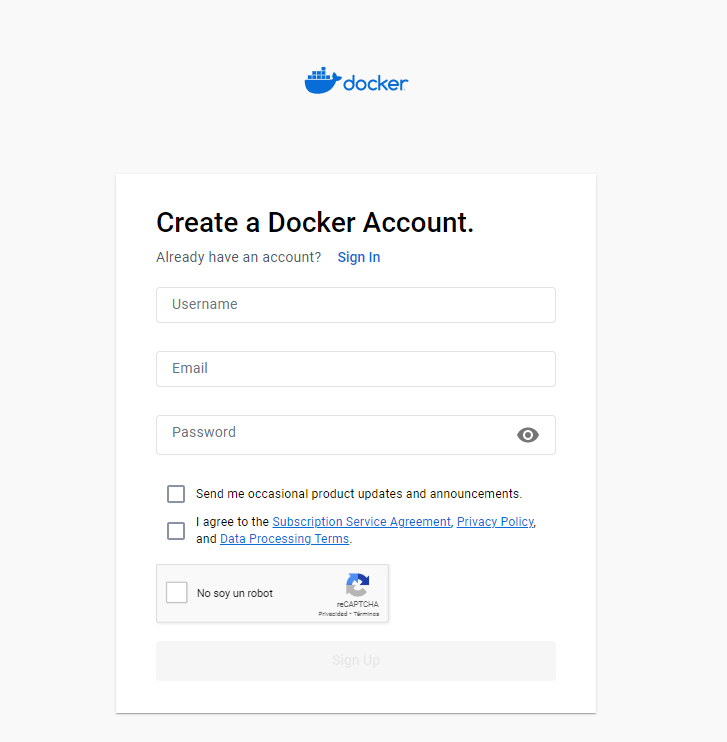 docker
Create a Docker Account.
Already have an account? Sign In
Username
Email
Password
Send me occasional product updates and announcements.
I agree to the Subscription Service Agreement, Privacy Policy,
and Data Processing Terms.
No soy un robot
reCAPTCHA
Privacidad • Términos
Sign Up